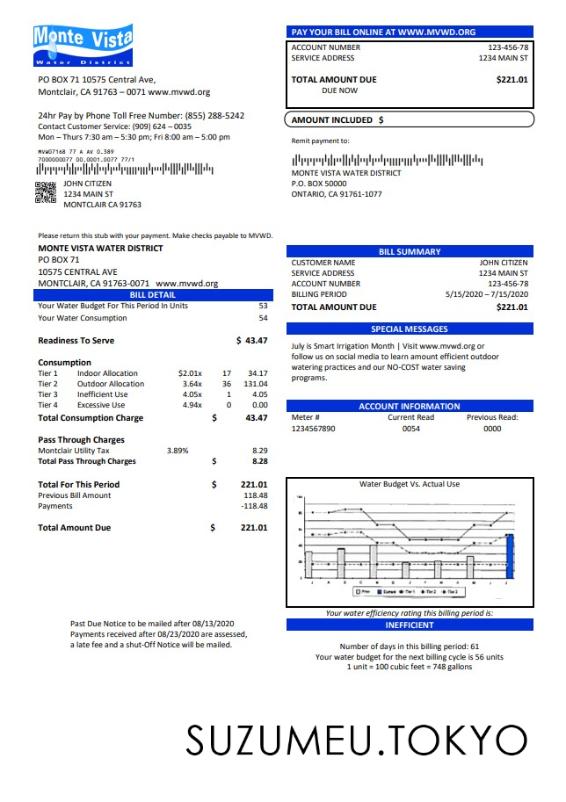 Monte Vista
Water District
PO BOX 71 10575 Central Ave,
Montclair, CA 91763 – 0071 www.mvwd.org
24hr Pay by Phone Toll Free Number: (855) 288-5242
Contact Customer Service: (909) 624 – 0035
Mon – Thurs 7:30 am – 5:30 pm; Fri 8:00 am – 5:00 pm
MVWD7168 77 A AV 0.389
7000000077 00.0001.0077 77/1
JOHN CITIZEN
1234 MAIN ST
MONTCLAIR CA 91763
PAY YOUR BILL ONLINE AT WWW.MVWD.ORG
ACCOUNT NUMBER 123-456-78
SERVICE ADDRESS 1234 MAIN ST
TOTAL AMOUNT DUE $221.01
DUE NOW
AMOUNT INCLUDED $
Remit payment to:
MONTE VISTA WATER DISTRICT
P.O. BOX 50000
ONTARIO, CA 91761-1077
Please return this stub with your payment. Make checks payable to MVWD.
MONTE VISTA WATER DISTRICT
PO BOX 71
10575 CENTRAL AVE
MONTCLAIR, CA 91763-0071 www.mvwd.org
BILL DETAIL
Your Water Budget For This Period In Units 53
Your Water Consumption 54
Readiness To Serve $ 43.47
Consumption
Tier 1 Indoor Allocation $2.01x 17 34.17
Tier 2 Outdoor Allocation 3.64x 36 131.04
Tier 3 Inefficient Use 4.05x 1 4.05
Tier 4 Excessive Use 4.94x 0 0.00
Total Consumption Charge $ 43.47
Pass Through Charges
Montclair Utility Tax 3.89% 8.29
Total Pass Through Charges $ 8.28
Total For This Period $ 221.01
Previous Bill Amount 118.48
Payments -118.48
Total Amount Due $ 221.01
Past Due Notice to be mailed after 08/13/2020
Payments received after 08/23/2020 are assessed,
a late fee and a shut-Off Notice will be mailed.
BILL SUMMARY
CUSTOMER NAME JOHN CITIZEN
SERVICE ADDRESS 1234 MAIN ST
ACCOUNT NUMBER 123-456-78
BILLING PERIOD 5/15/2020 – 7/15/2020
TOTAL AMOUNT DUE $221.01
SPECIAL MESSAGES
July is Smart Irrigation Month | Visit www.mvwd.org or
follow us on social media to learn amount efficient outdoor
watering practices and our NO-COST water saving
programs.
ACCOUNT INFORMATION
Meter # Current Read Previous Read:
1234567890 0054 0000
Water Budget Vs. Actual Use
Your water efficiency rating this billing period is:
INEFFICIENT
Number of days in this billing period: 61
Your water budget for the next billing cycle is 56 units
1 unit = 100 cubic feet = 748 gallons
SUZUMEU.TOKYO